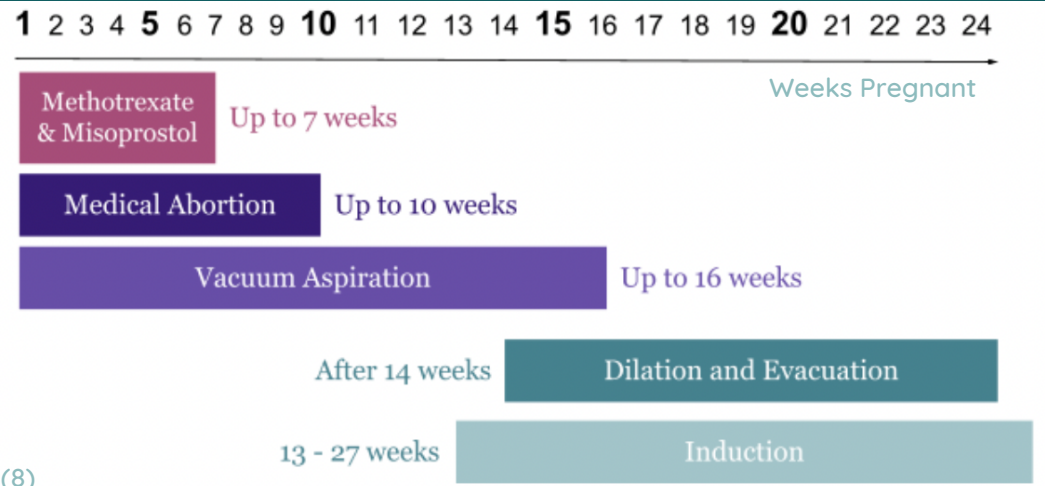 1 2 3 4 5 6 7 8 9 10 11 12 13 14 15 16 17 18 19 20 21 22 23 24
Weeks Pregnant
Methotrexate
& Misoprostol
Up to 7 weeks
Medical Abortion
Up to 10 weeks
Vacuum Aspiration
Up to 16 weeks
After 14 weeks
Dilation and Evacuation
13 - 27 weeks
Induction
(8)